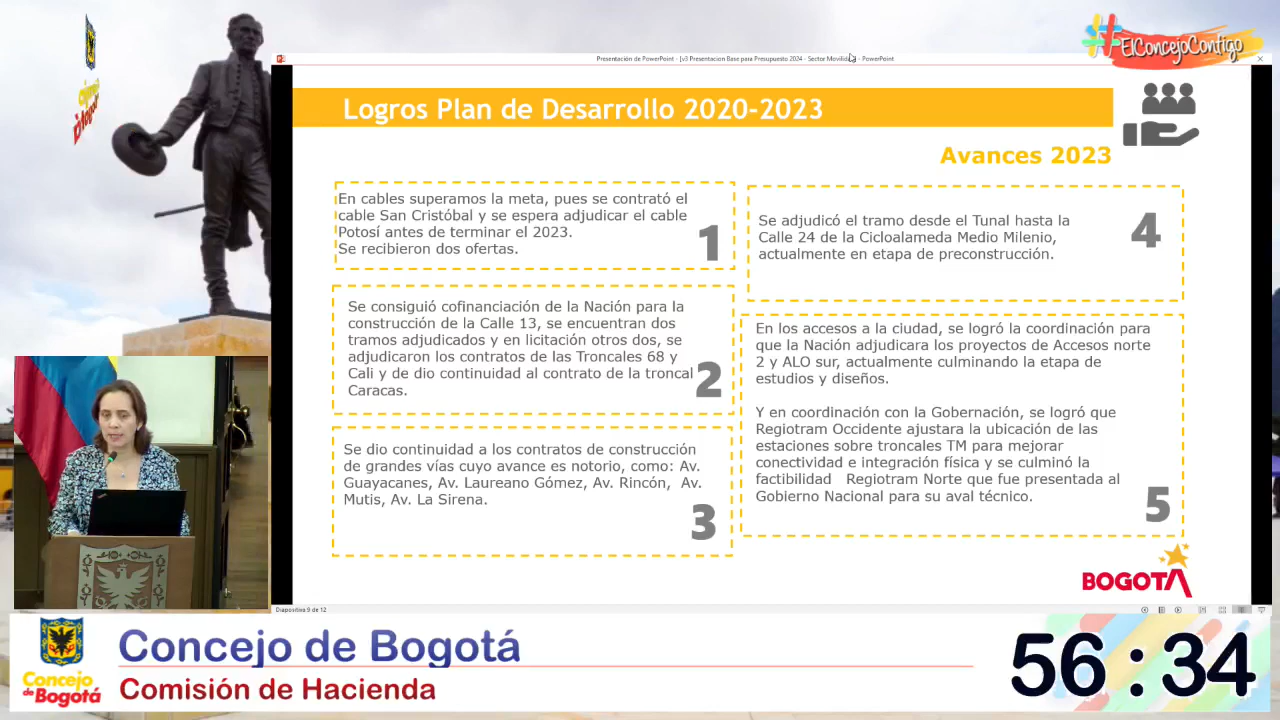 #ElConcejoContigo
Presentación de PowerPoint - [v3 Presentacion Base para Presupuesto 2024 - Sector Movilidad] - PowerPoint
Logros Plan de Desarrollo 2020-2023
Avances 2023
En cables superamos la meta, pues se contrató el
cable San Cristóbal y se espera adjudicar el cable
Potosí antes de terminar el 2023.
Se recibieron dos ofertas.
1
Se consiguió cofinanciación de la Nación para la
construcción de la Calle 13, se encuentran dos
tramos adjudicados y en licitación otros dos, se
adjudicaron los contratos de las Troncales 68 y
Cali y de dio continuidad al contrato de la troncal
Caracas.
2
Se dio continuidad a los contratos de construcción
de grandes vías cuyo avance es notorio, como: Av.
Guayacanes, Av. Laureano Gómez, Av. Rincón, Av.
Mutis, Av. La Sirena.
3
Se adjudicó el tramo desde el Tunal hasta la
Calle 24 de la Cicloalameda Medio Milenio,
actualmente en etapa de preconstrucción.
4
En los accesos a la ciudad, se logró la coordinación para
que la Nación adjudicara los proyectos de Accesos norte
2 y ALO sur, actualmente culminando la etapa de
estudios y diseños.
Y en coordinación con la Gobernación, se logró que
Regiotram Occidente ajustara la ubicación de las
estaciones sobre troncales TM para mejorar
conectividad e integración física y se culminó la
factibilidad Regiotram Norte que fue presentada al
Gobierno Nacional para su aval técnico.
5
BOGOTÁ
Diapositiva 9 de 12
Concejo
de Bogotá
Concejo de Bogotá
Comisión de Hacienda
56:34